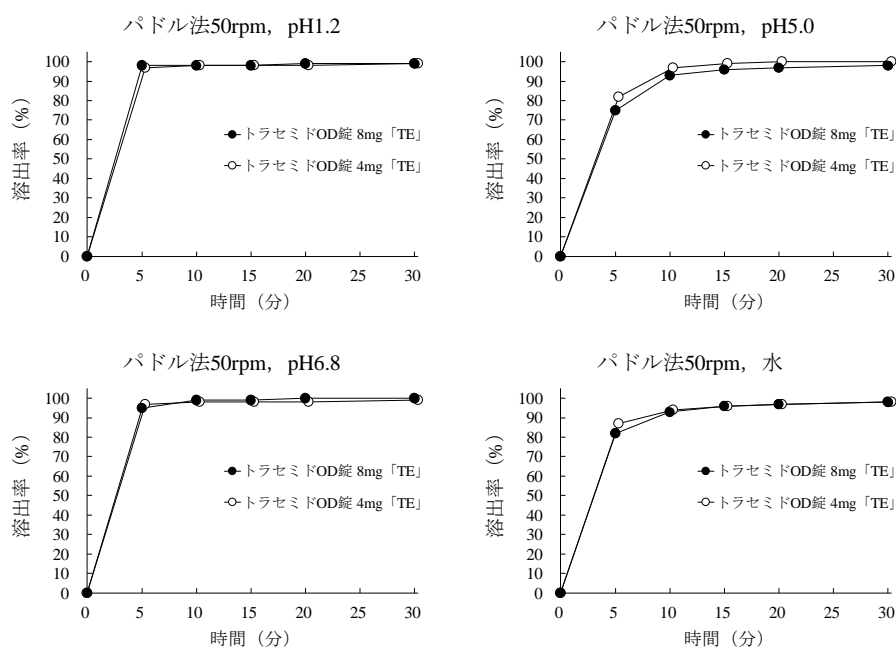 パドル法50rpm，pH1.2
溶出率（%）
100
90
80
70
60
50
40
30
20
10
0
トラセミドOD錠 8mg「TE」
トラセミドOD錠 4mg「TE」
0 5 10 15 20 25 30
時間（分）
パドル法50rpm，pH5.0
溶出率（%）
100
90
80
70
60
50
40
30
20
10
0
トラセミドOD錠 8mg「TE」
トラセミドOD錠 4mg「TE」
0 5 10 15 20 25 30
時間（分）
パドル法50rpm，pH6.8
溶出率（%）
100
90
80
70
60
50
40
30
20
10
0
トラセミドOD錠 8mg「TE」
トラセミドOD錠 4mg「TE」
0 5 10 15 20 25 30
時間（分）
パドル法50rpm，水
溶出率（%）
100
90
80
70
60
50
40
30
20
10
0
トラセミドOD錠 8mg「TE」
トラセミドOD錠 4mg「TE」
0 5 10 15 20 25 30
時間（分）